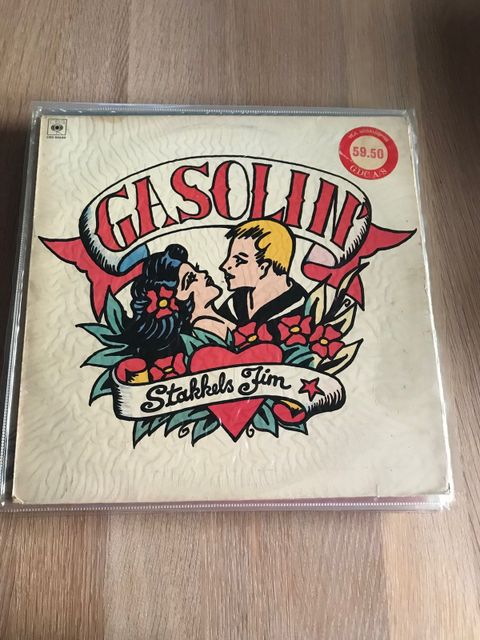 GASOLIN'
59.50
G.D.C. A/S
Stakkels Jim